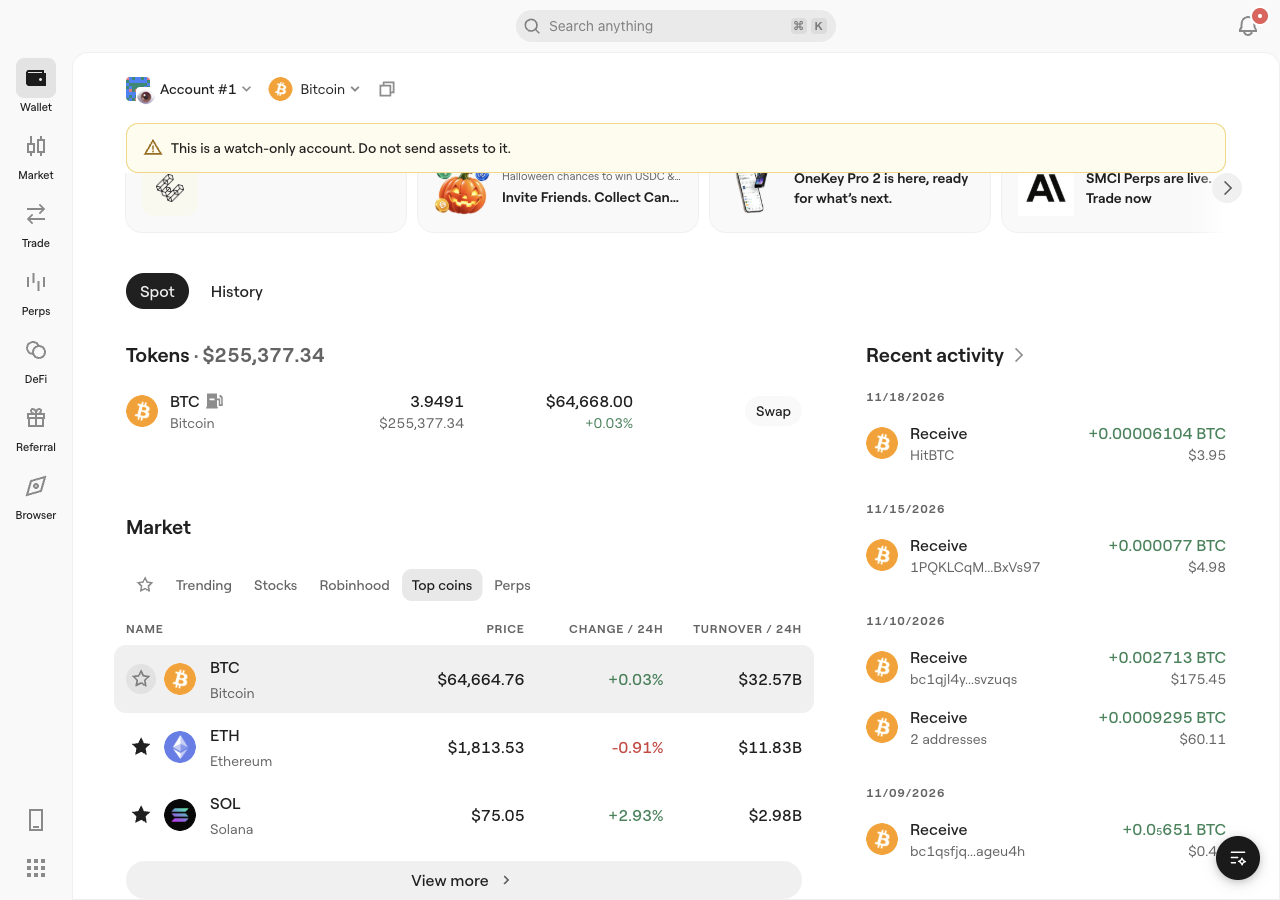 Search anything
⌘ K
Wallet
Market
Trade
Perps
DeFi
Referral
Browser
Account #1
Bitcoin
This is a watch-only account. Do not send assets to it.
Halloween chances to win USDC &...
Invite Friends. Collect Can...
OneKey Pro 2 is here, ready
for what's next.
SMCI Perps are live.
Trade now
Spot
History
Tokens · $255,377.34
BTC
Bitcoin
3.9491
$255,377.34
$64,668.00
+0.03%
Swap
Market
Trending
Stocks
Robinhood
Top coins
Perps
NAME
PRICE
CHANGE / 24H
TURNOVER / 24H
BTC
Bitcoin
$64,664.76
+0.03%
$32.57B
ETH
Ethereum
$1,813.53
-0.91%
$11.83B
SOL
Solana
$75.05
+2.93%
$2.98B
View more
Recent activity
11/18/2026
Receive
HitBTC
+0.00006104 BTC
$3.95
11/15/2026
Receive
1PQKLCqM...BxVs97
+0.000077 BTC
$4.98
11/10/2026
Receive
bc1qjl4y...svzuqs
+0.002713 BTC
$175.45
Receive
2 addresses
+0.0009295 BTC
$60.11
11/09/2026
Receive
bc1qsfjq...ageu4h
+0.0₅651 BTC